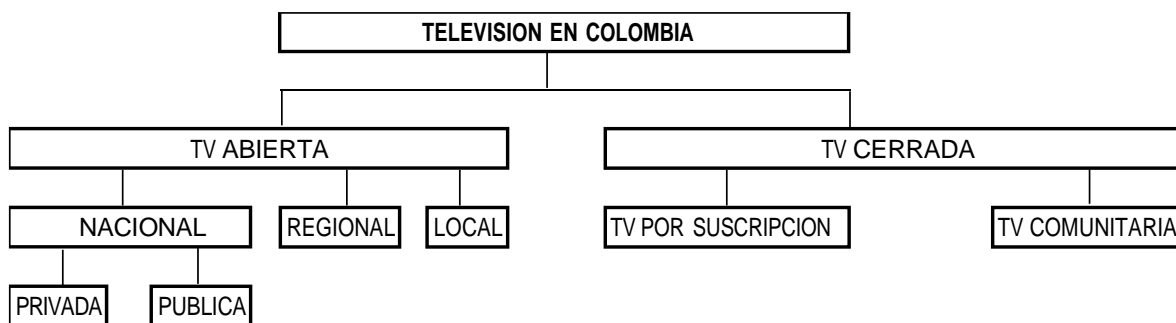 TELEVISION EN COLOMBIA
TV ABIERTA
TV CERRADA
NACIONAL
REGIONAL
LOCAL
TV POR SUSCRIPCION
TV COMUNITARIA
PRIVADA
PUBLICA